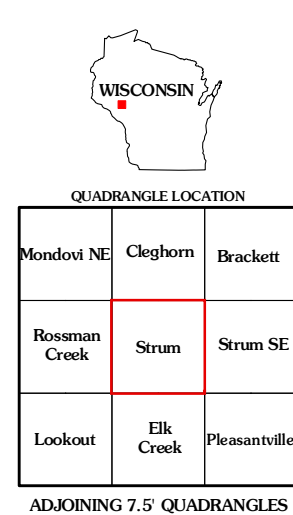 WISCONSIN
QUADRANGLE LOCATION
Mondovi NE Cleghorn Brackett
Rossman
Creek
Strum Strum SE
Lookout
Elk
Creek
Pleasantville
ADJOINING 7.5' QUADRANGLES